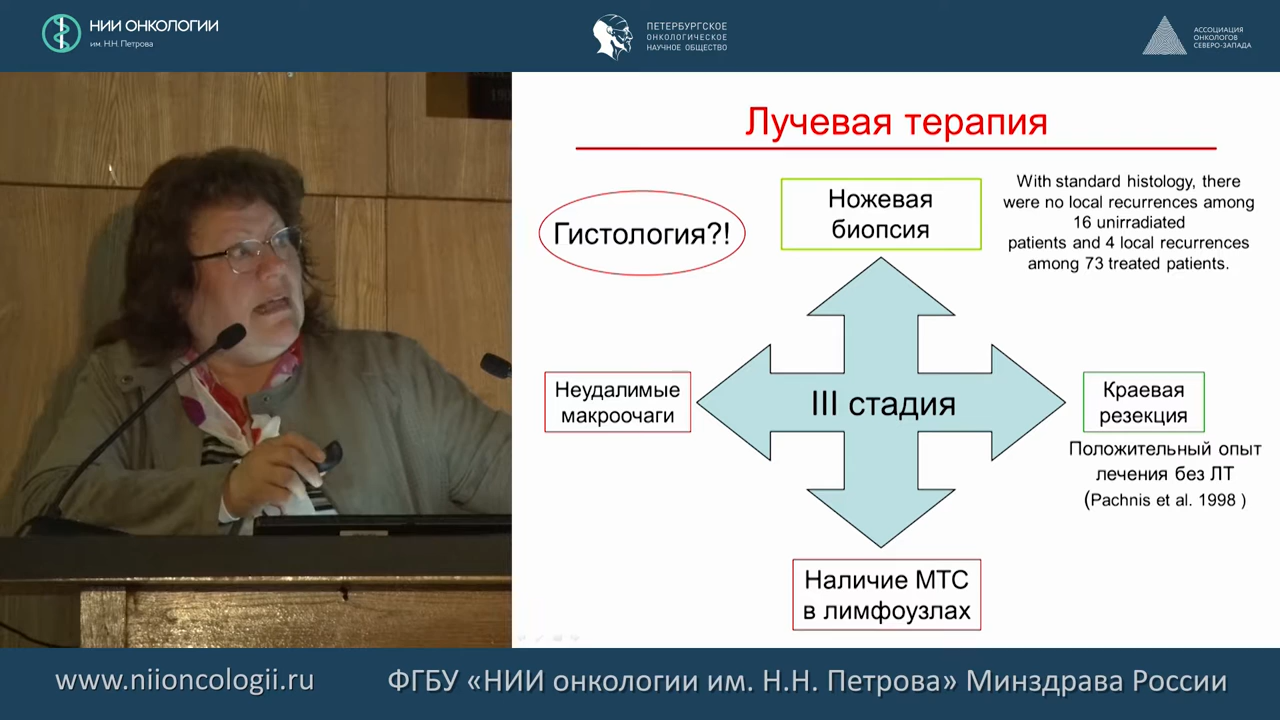 НИИ ОНКОЛОГИИ
им. Н.Н. Петрова
ПЕТЕРБУРГСКОЕ
ОНКОЛОГИЧЕСКОЕ
НАУЧНОЕ ОБЩЕСТВО
АССОЦИАЦИЯ
ОНКОЛОГОВ
СЕВЕРО-ЗАПАДА
Лучевая терапия
Гистология?!
Ножевая
биопсия
With standard histology, there
were no local recurrences among
16 unirradiated
patients and 4 local recurrences
among 73 treated patients.
Неудалимые
макроочаги
III стадия
Краевая
резекция
Положительный опыт
лечения без ЛТ
(Pachnis et al. 1998 )
Наличие МТС
в лимфоузлах
www.niioncologii.ru
ФГБУ «НИИ онкологии им. Н.Н. Петрова» Минздрава России